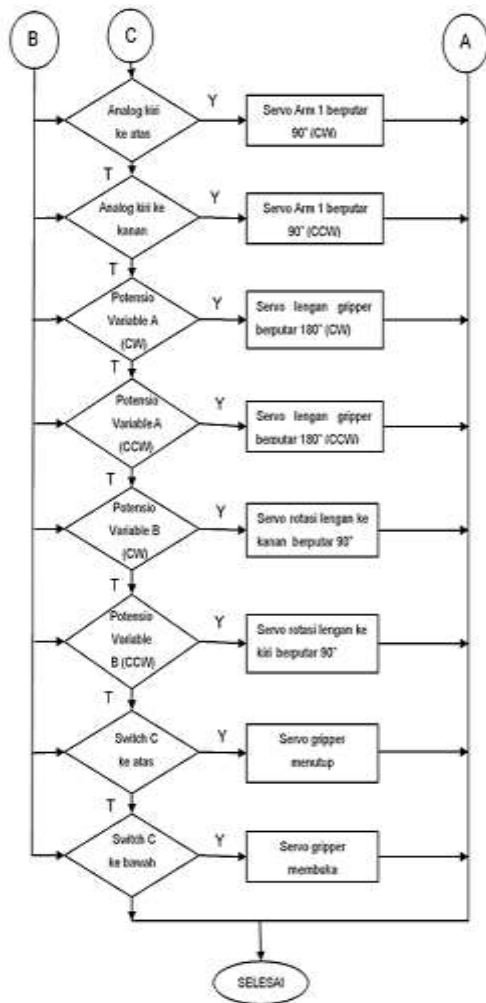 B
C
A
Analog kiri
ke atas
Y
Servo Arm 1 berputar
90° (CW)
T
Analog kiri ke
kanan
Y
Servo Arm 1 berputar
90° (CCW)
T
Potensio
Variable A
(CW)
Y
Servo lengan gripper
berputar 180° (CW)
T
Potensio
Variable A
(CCW)
Y
Servo lengan gripper
berputar 180° (CCW)
T
Potensio
Variable B
(CW)
Y
Servo rotasi lengan ke
kanan berputar 90°
T
Potensio
Variable
B (CCW)
Y
Servo rotasi lengan ke
kiri berputar 90°
T
Switch C
ke atas
Y
Servo gripper
menutup
T
Switch C
ke bawah
Y
Servo gripper
membuka
SELESAI